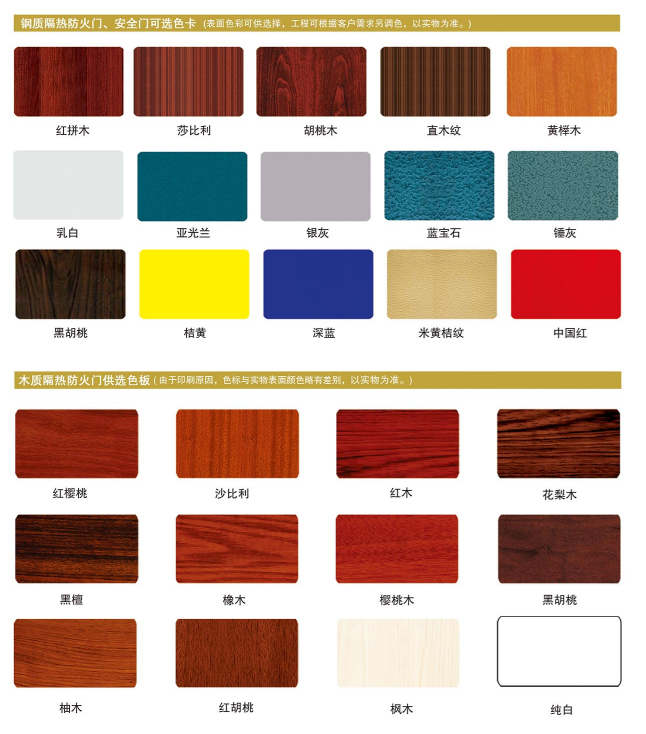 钢质隔热防火门、安全门可选色卡 (表面色彩可供选择，工程可根据客户需求另调色，以实物为准。)
红拼木 莎比利 胡桃木 直木纹 黄榉木
乳白 亚光兰 银灰 蓝宝石 锤灰
黑胡桃 桔黄 深蓝 米黄桔纹 中国红
木质隔热防火门供选色板 (由于印刷原因，色标与实物表面颜色略有差别，以实物为准。)
红樱桃 沙比利 红木 花梨木
黑檀 橡木 樱桃木 黑胡桃
柚木 红胡桃 枫木 纯白